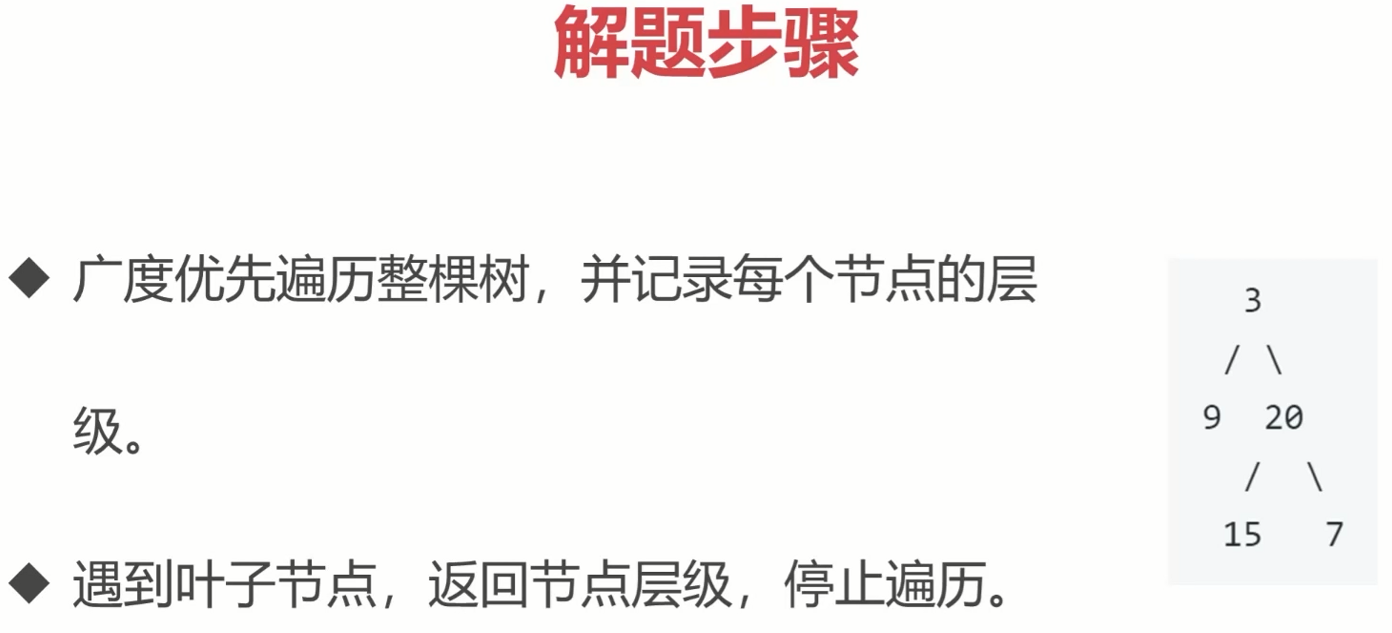 解题步骤
◆ 广度优先遍历整棵树，并记录每个节点的层
级。
◆ 遇到叶子节点，返回节点层级，停止遍历。
3
/ \
9 20
/ \
15 7